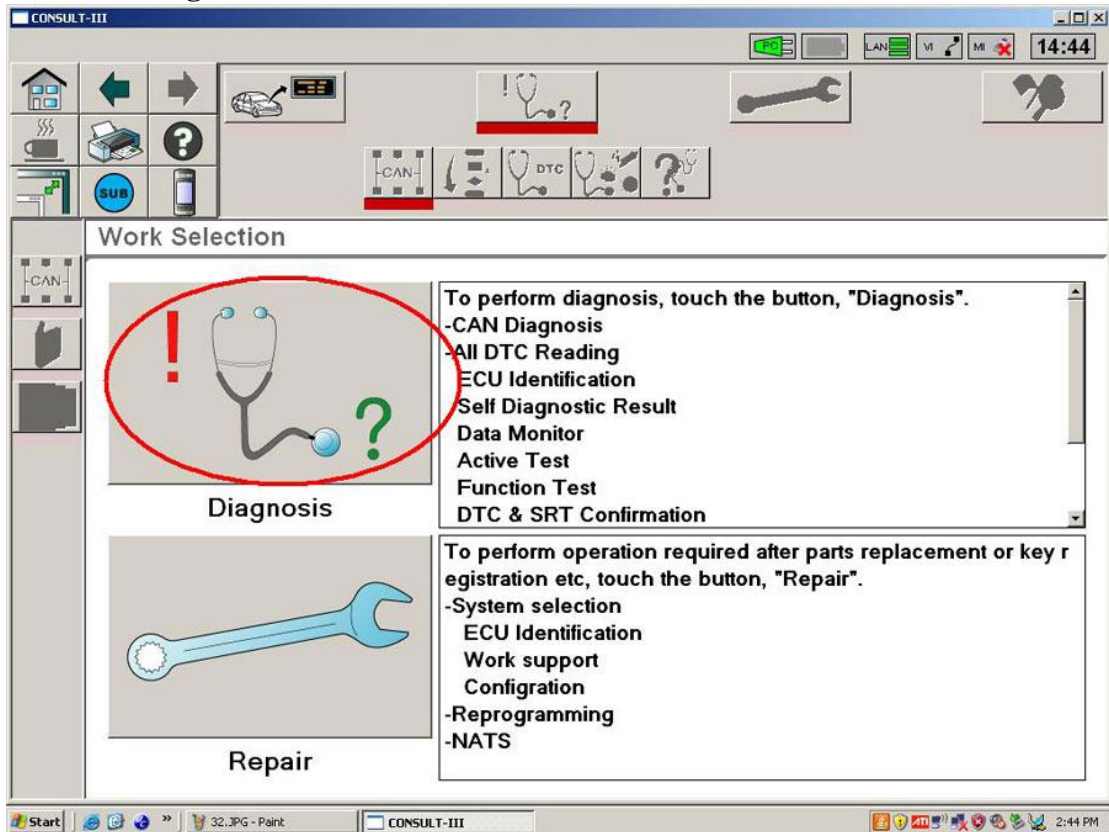 CONSULT-III
PC
LAN
VI
MI
14:44
!
?
?
-CAN-
DTC
?
SUB
Work Selection
-CAN-
!
?
Diagnosis
To perform diagnosis, touch the button, "Diagnosis".
-CAN Diagnosis
-All DTC Reading
ECU Identification
Self Diagnostic Result
Data Monitor
Active Test
Function Test
DTC & SRT Confirmation
Repair
To perform operation required after parts replacement or key r
egistration etc, touch the button, "Repair".
-System selection
ECU Identification
Work support
Configration
-Reprogramming
-NATS
Start
»
32.JPG - Paint
CONSULT-III
ATI
2:44 PM